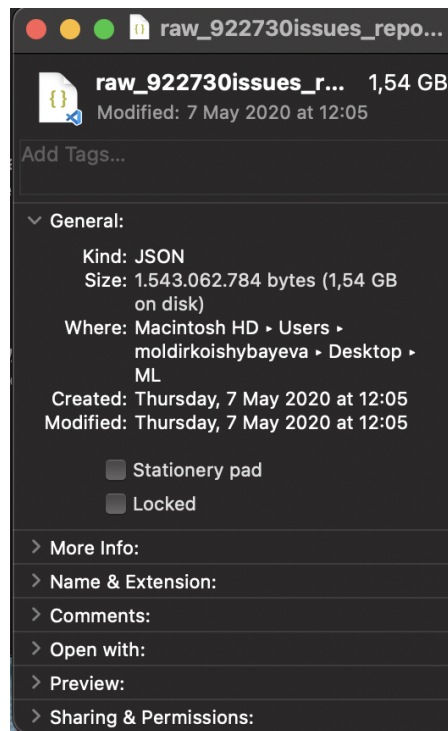 raw_922730issues_repo...
raw_922730issues_r... 1,54 GB
Modified: 7 May 2020 at 12:05
Add Tags...
General:
Kind: JSON
Size: 1.543.062.784 bytes (1,54 GB
on disk)
Where: Macintosh HD ▸ Users ▸
moldirkoishybayeva ▸ Desktop ▸
ML
Created: Thursday, 7 May 2020 at 12:05
Modified: Thursday, 7 May 2020 at 12:05
Stationery pad
Locked
More Info:
Name & Extension:
Comments:
Open with:
Preview:
Sharing & Permissions: